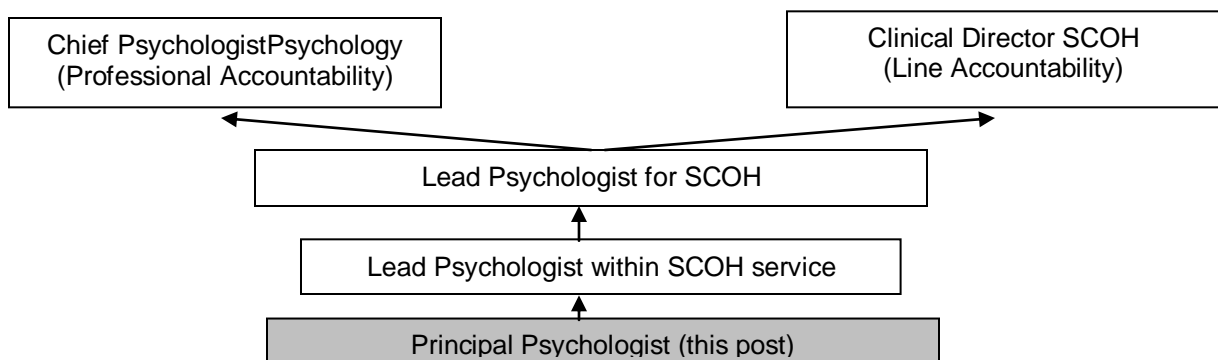 Chief PsychologistPsychology
(Professional Accountability)
Clinical Director SCOH
(Line Accountability)
Lead Psychologist for SCOH
Lead Psychologist within SCOH service
Principal Psychologist (this post)